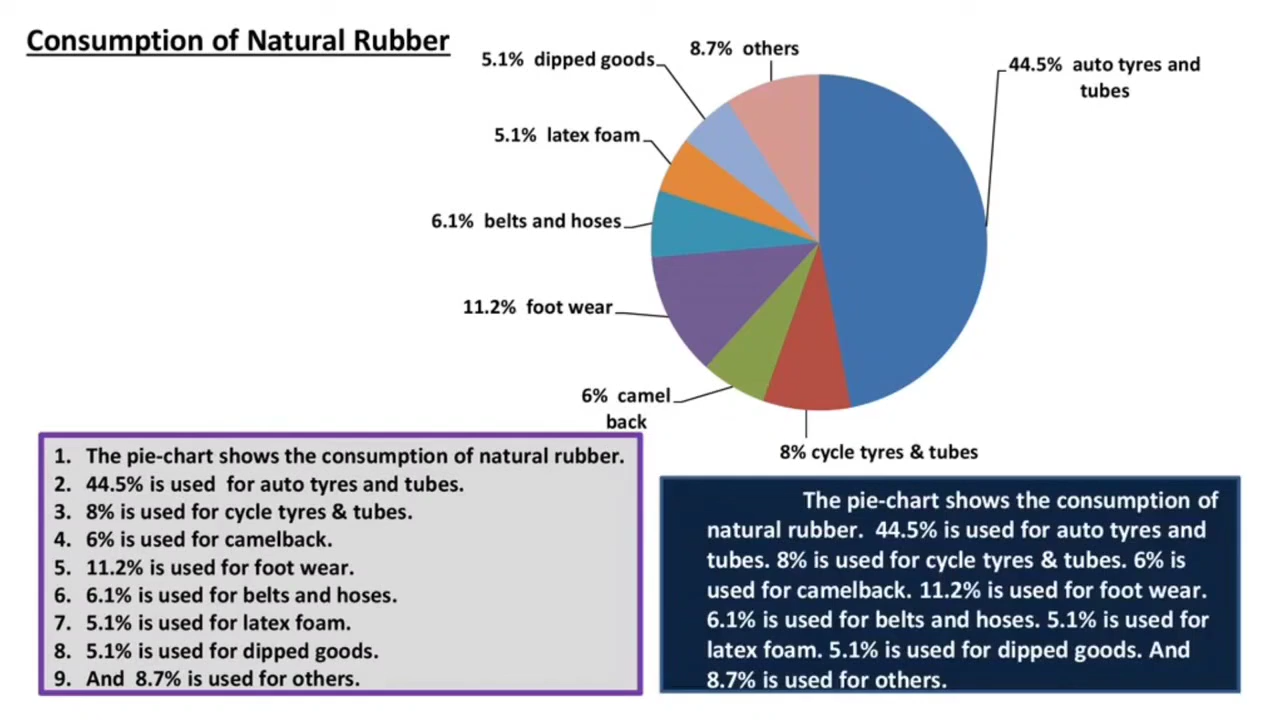 Consumption of Natural Rubber
8.7%  others
5.1%  dipped goods
44.5%  auto tyres and
tubes
5.1%  latex foam
6.1%  belts and hoses
11.2%  foot wear
6%  camel
back
8% cycle tyres & tubes
1. The pie-chart shows the consumption of natural rubber.
2. 44.5% is used  for auto tyres and tubes.
3. 8% is used for cycle tyres & tubes.
4. 6% is used for camelback.
5. 11.2% is used for foot wear.
6. 6.1% is used for belts and hoses.
7. 5.1% is used for latex foam.
8. 5.1% is used for dipped goods.
9. And  8.7% is used for others.
The pie-chart shows the consumption of
natural rubber.  44.5% is used for auto tyres and
tubes. 8% is used for cycle tyres & tubes. 6% is
used for camelback. 11.2% is used for foot wear.
6.1% is used for belts and hoses. 5.1% is used for
latex foam. 5.1% is used for dipped goods. And
8.7% is used for others.